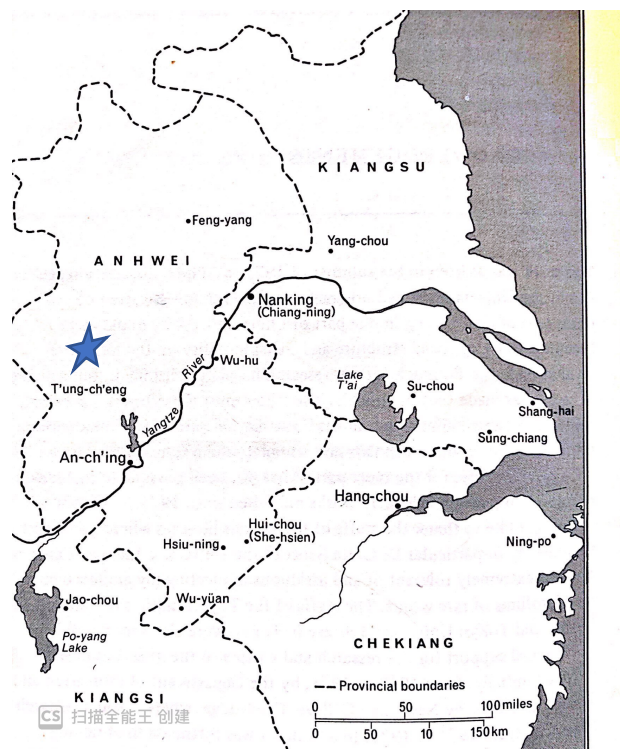 KIANGSU
Feng-yang
Yang-chou
ANHWEI
Nanking
(Chiang-ning)
Yangtze River
Wu-hu
T'ung-ch'eng
Lake
T'ai
Su-chou
Shang-hai
Sŭng-chiang
An-ch'ing
Hang-chou
Hui-chou
(She-hsien)
Hsiu-ning
Ning-po
Jao-chou
Wu-yüan
Po-yang
Lake
CHEKIANG
KIANGSI
Provincial boundaries
0 50 100 miles
0 50 10 150 km
CS 扫描全能王 创建